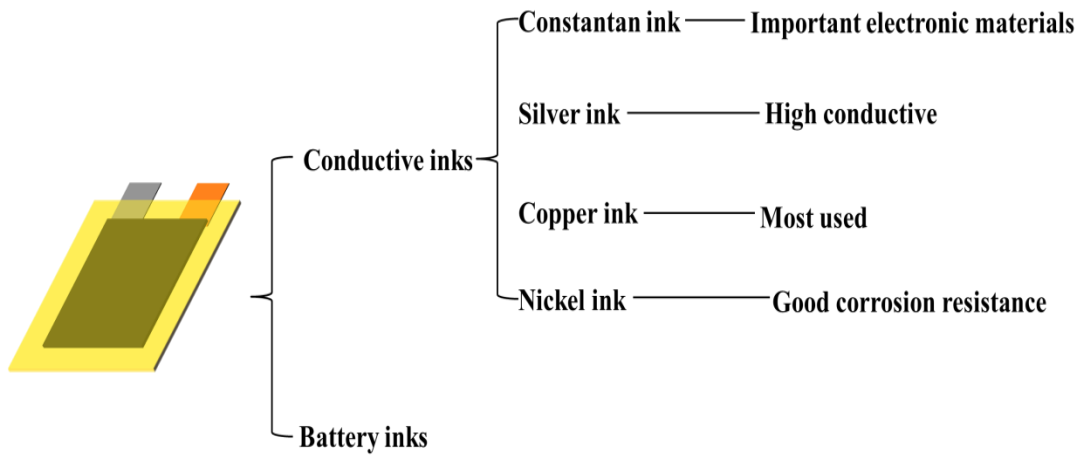 Constantan ink
Important electronic materials
Silver ink
High conductive
Conductive inks
Copper ink
Most used
Nickel ink
Good corrosion resistance
Battery inks